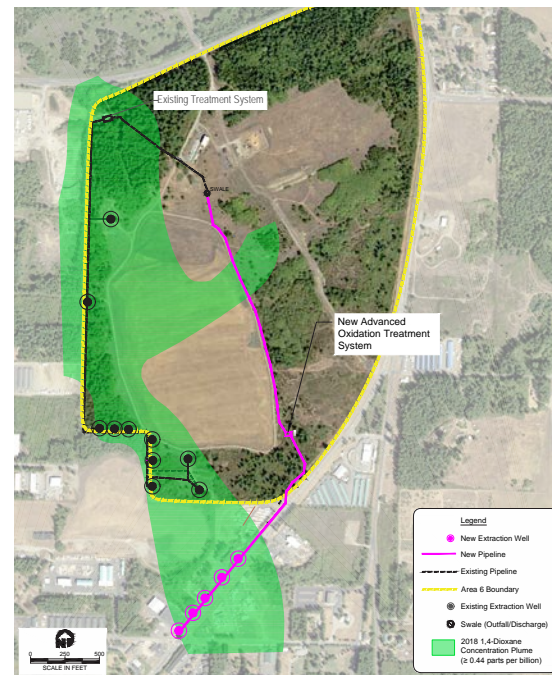 Existing Treatment System
SWALE
New Advanced
Oxidation Treatment
System
Legend
New Extraction Well
New Pipeline
Existing Pipeline
Area 6 Boundary
Existing Extraction Well
Swale (Outfall/Discharge)
2018 1,4-Dioxane
Concentration Plume
(≥ 0.44 parts per billion)
0 250 500
SCALE IN FEET